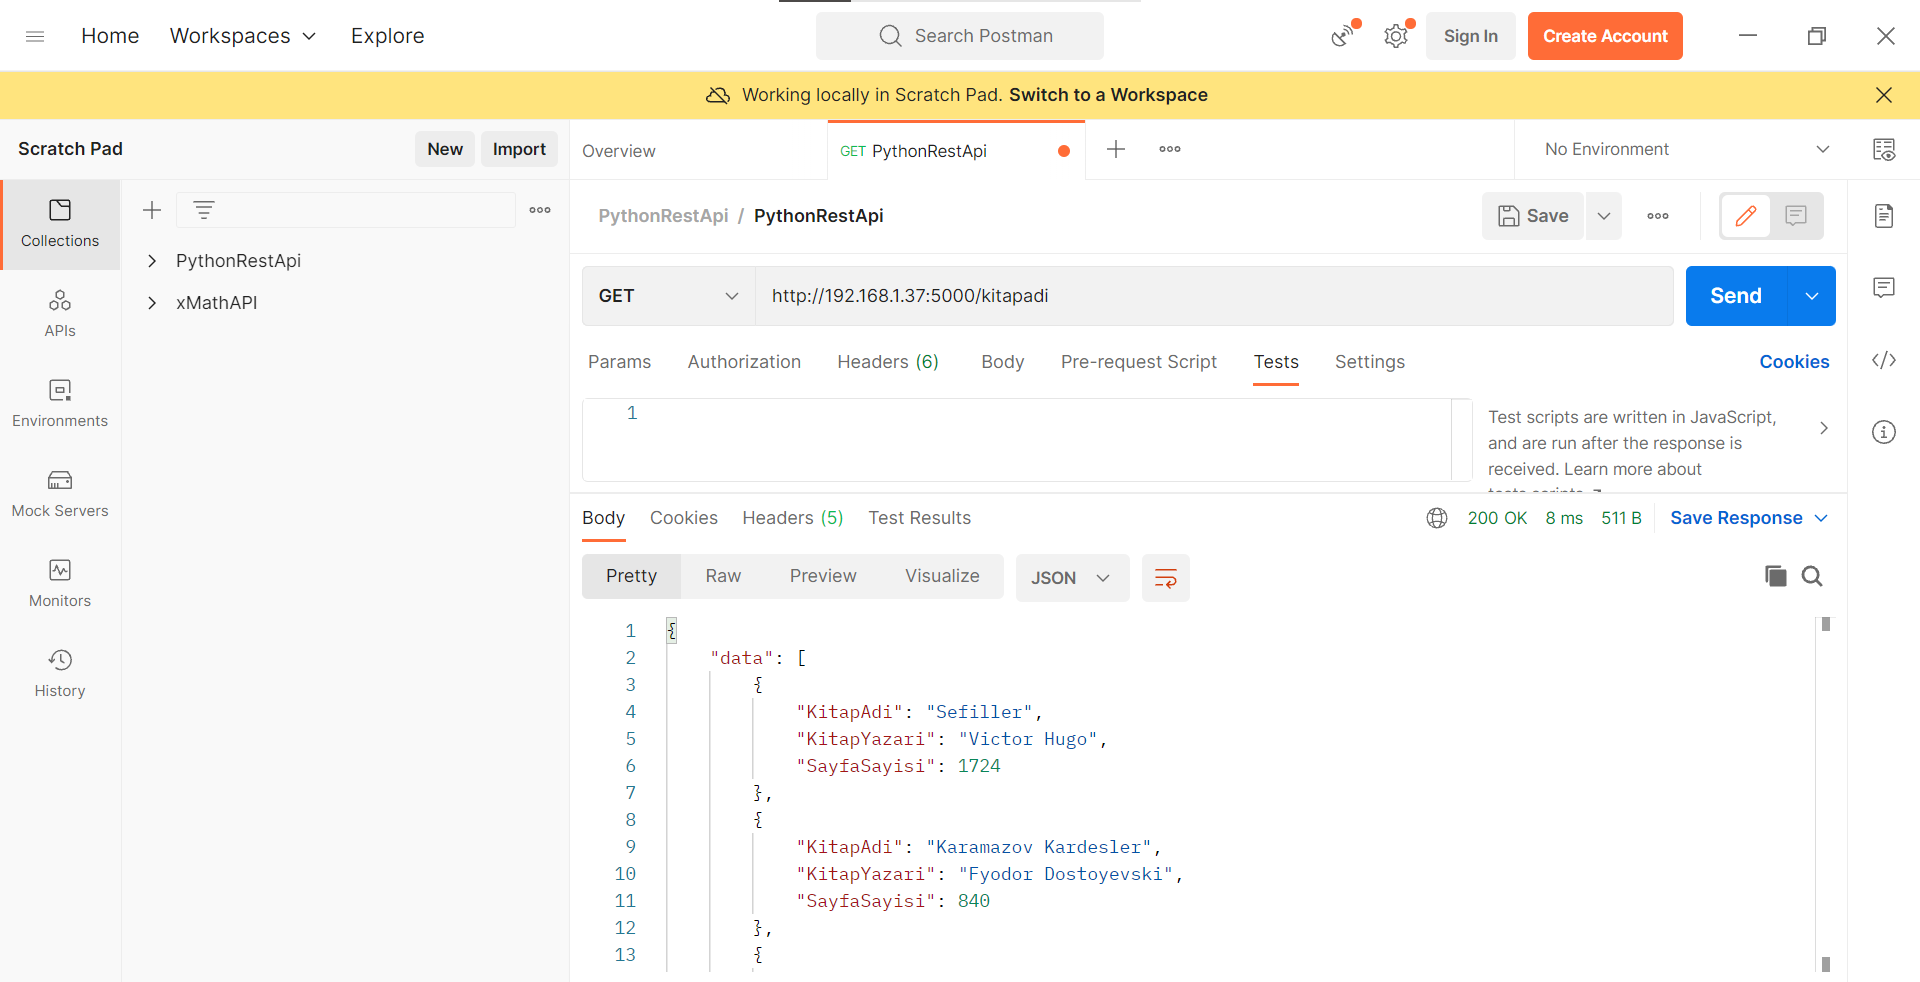 Home Workspaces Explore Search Postman Sign In Create Account
Working locally in Scratch Pad. Switch to a Workspace
Scratch Pad New Import Overview GET PythonRestApi No Environment
Collections
APIs
Environments
Mock Servers
Monitors
History
PythonRestApi
xMathAPI
PythonRestApi / PythonRestApi Save
GET http://192.168.1.37:5000/kitapadi Send
Params Authorization Headers (6) Body Pre-request Script Tests Settings Cookies
1
Test scripts are written in JavaScript,
and are run after the response is
received. Learn more about
Body Cookies Headers (5) Test Results 200 OK 8 ms 511 B Save Response
Pretty Raw Preview Visualize JSON
1 {
2 "data": [
3 {
4 "KitapAdi": "Sefiller",
5 "KitapYazari": "Victor Hugo",
6 "SayfaSayisi": 1724
7 },
8 {
9 "KitapAdi": "Karamazov Kardesler",
10 "KitapYazari": "Fyodor Dostoyevski",
11 "SayfaSayisi": 840
12 },
13 {